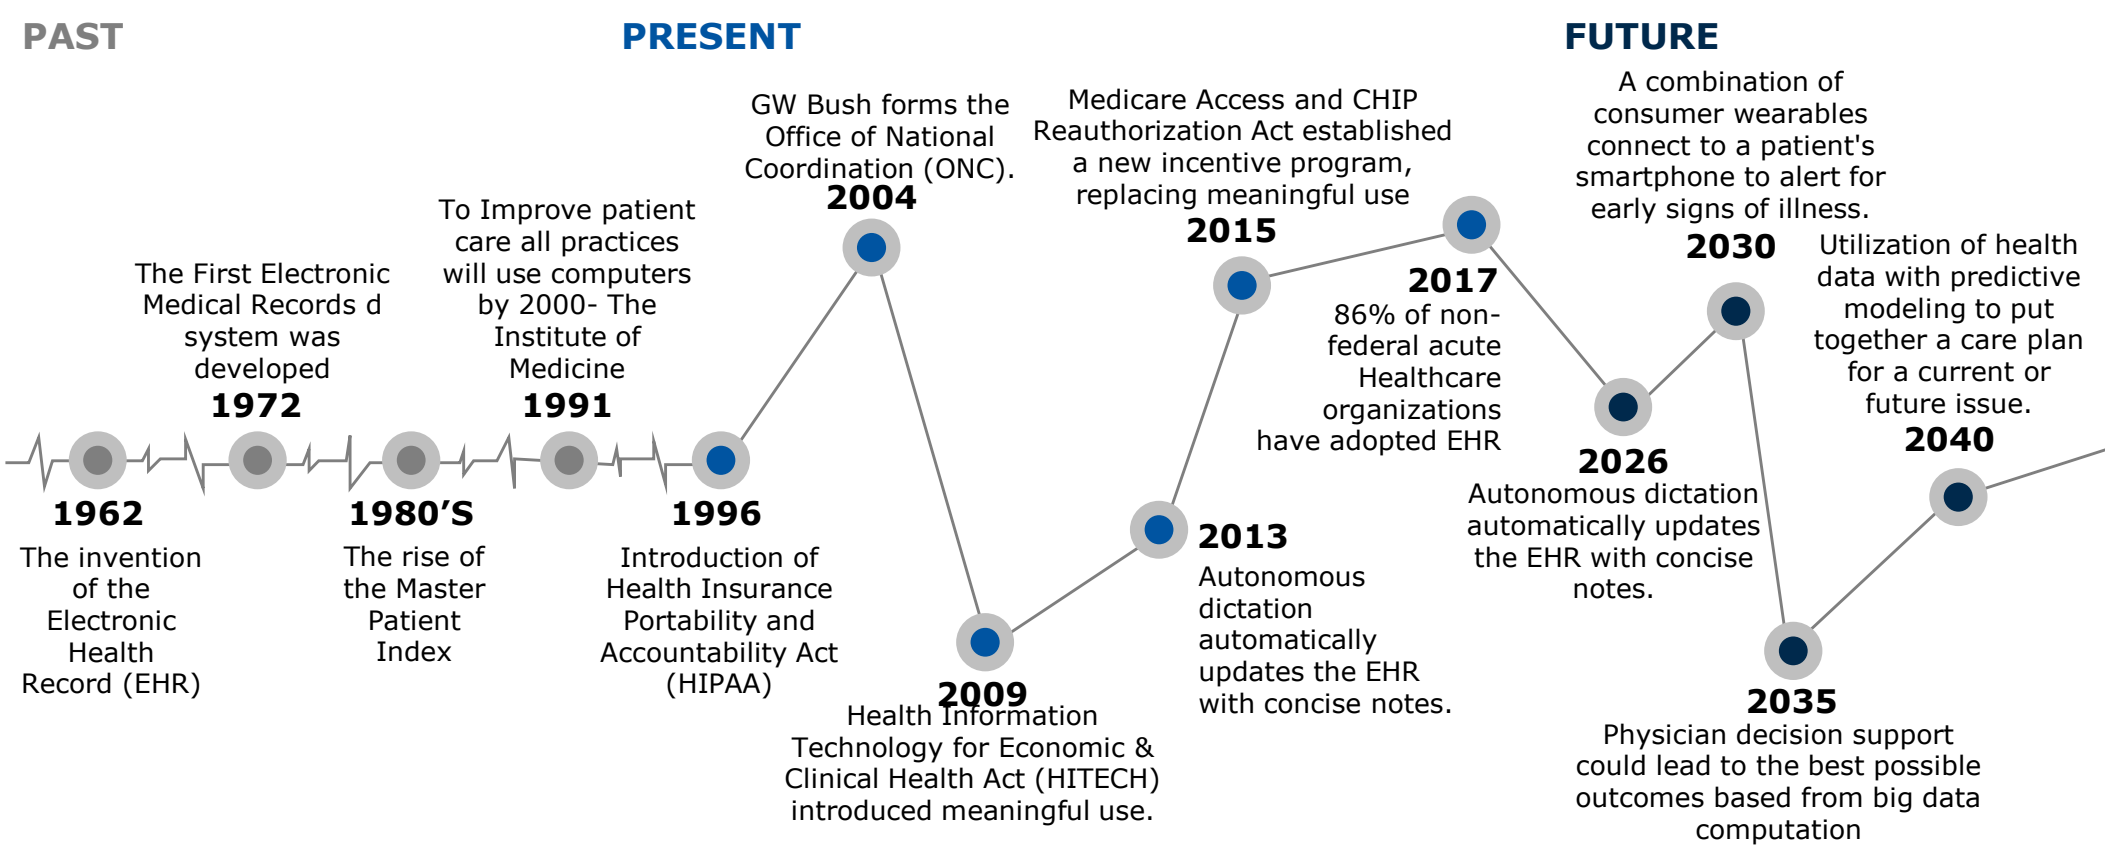 PAST
PRESENT
FUTURE
The invention
of the
Electronic
Health
Record (EHR)
1962
The First Electronic
Medical Records d
system was
developed
1972
1980’S
The rise of
the Master
Patient
Index
To Improve patient
care all practices
will use computers
by 2000- The
Institute of
Medicine
1991
1996
Introduction of
Health Insurance
Portability and
Accountability Act
(HIPAA)
GW Bush forms the
Office of National
Coordination (ONC).
2004
2009
Health Information
Technology for Economic &
Clinical Health Act (HITECH)
introduced meaningful use.
2013
Autonomous
dictation
automatically
updates the EHR
with concise notes.
Medicare Access and CHIP
Reauthorization Act established
a new incentive program,
replacing meaningful use
2015
2017
86% of non-
federal acute
Healthcare
organizations
have adopted EHR
2026
Autonomous dictation
automatically updates
the EHR with concise
notes.
A combination of
consumer wearables
connect to a patient's
smartphone to alert for
early signs of illness.
2030
2035
Physician decision support
could lead to the best possible
outcomes based from big data
computation
Utilization of health
data with predictive
modeling to put
together a care plan
for a current or
future issue.
2040